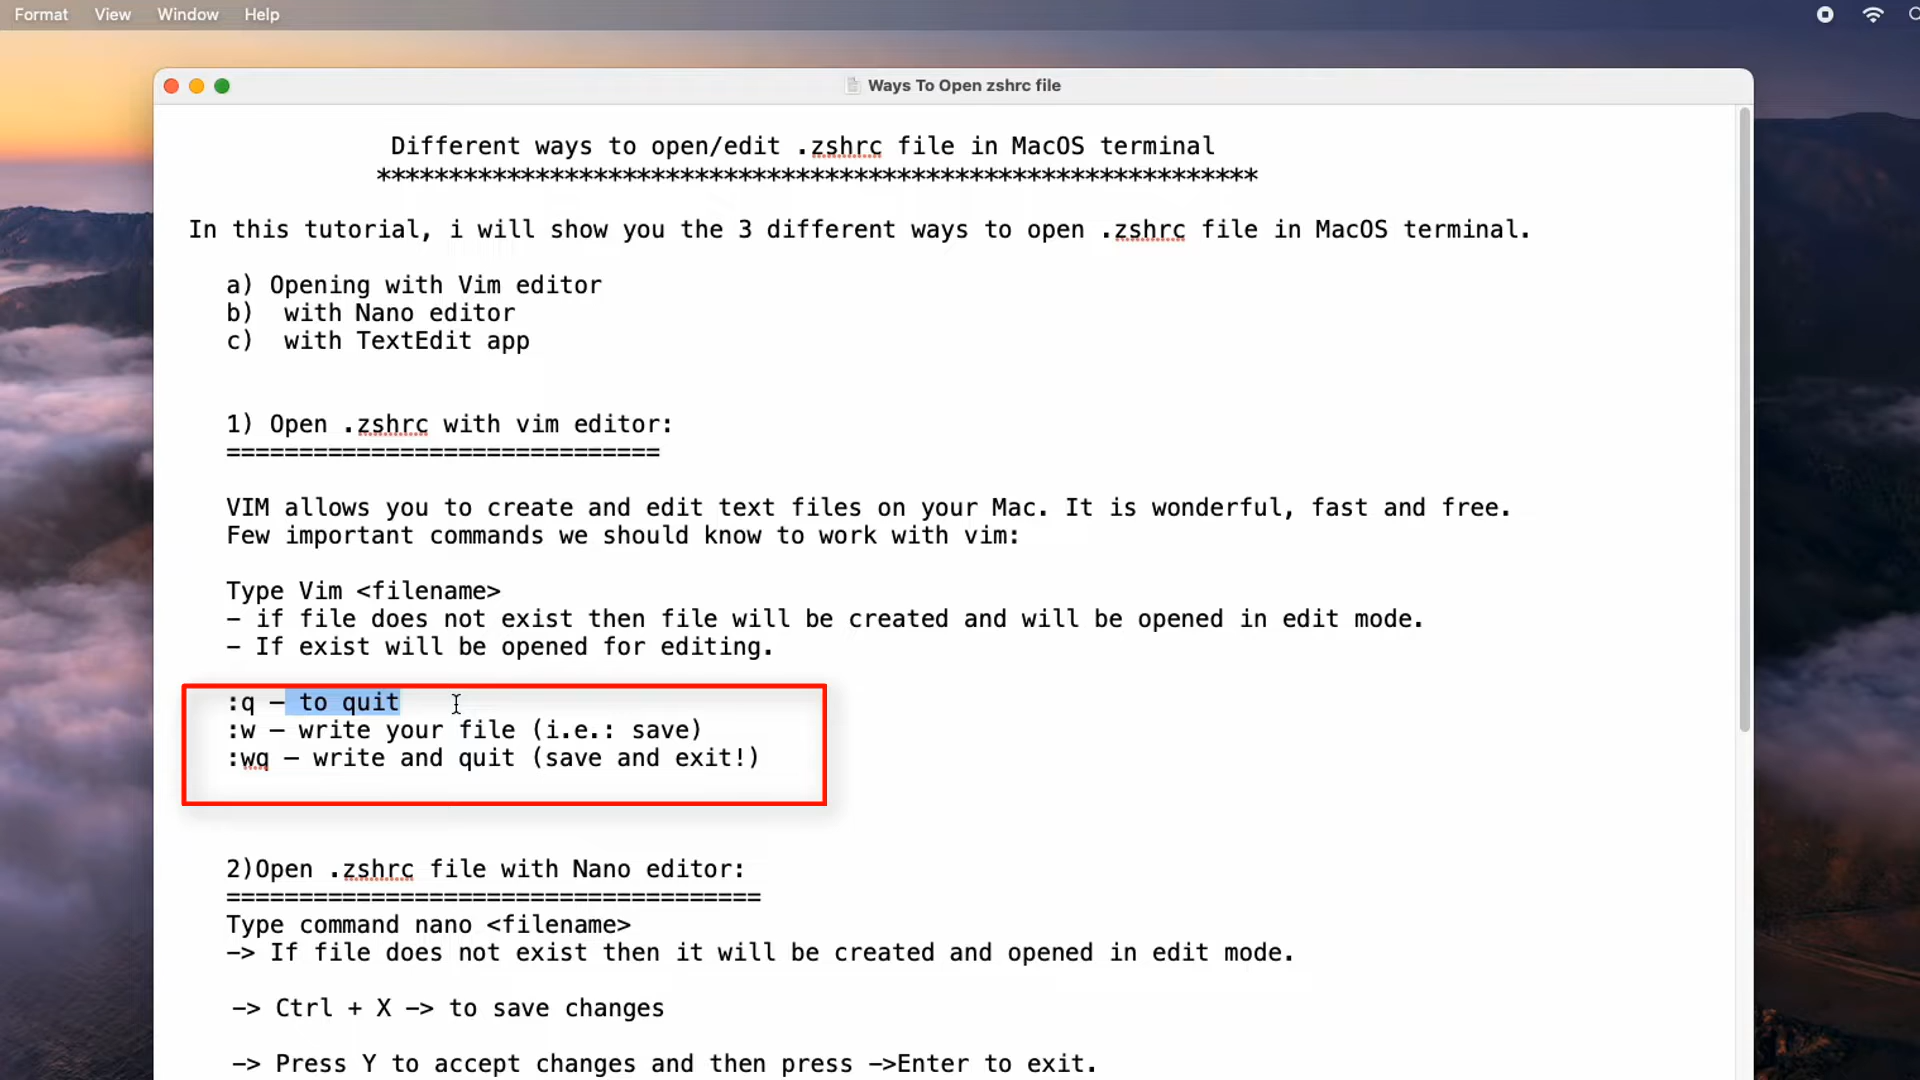 Format View Window Help
Ways To Open zshrc file
Different ways to open/edit .zshrc file in MacOS terminal
*************************************************************
In this tutorial, i will show you the 3 different ways to open .zshrc file in MacOS terminal.
a) Opening with Vim editor
b) with Nano editor
c) with TextEdit app
1) Open .zshrc with vim editor:
==============================
VIM allows you to create and edit text files on your Mac. It is wonderful, fast and free.
Few important commands we should know to work with vim:
Type Vim <filename>
– if file does not exist then file will be created and will be opened in edit mode.
– If exist will be opened for editing.
:q – to quit
:w – write your file (i.e.: save)
:wq – write and quit (save and exit!)
2)Open .zshrc file with Nano editor:
=====================================
Type command nano <filename>
–> If file does not exist then it will be created and opened in edit mode.
–> Ctrl + X –> to save changes
–> Press Y to accept changes and then press –>Enter to exit.